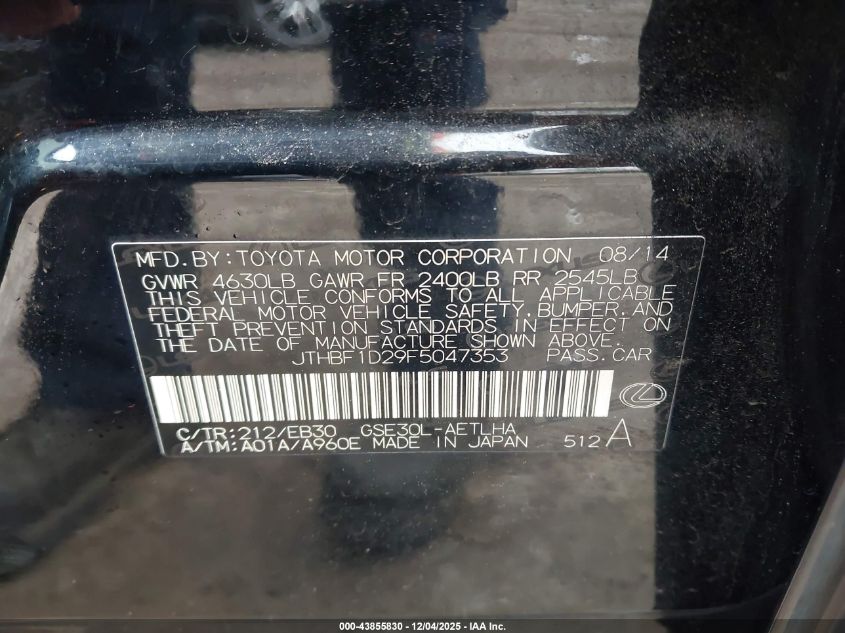 MFD.BY:TOYOTA MOTOR CORPORATION 08/14
GVWR 4630LB GAWR FR 2400LB RR 2545LB
THIS VEHICLE CONFORMS TO ALL APPLICABLE
FEDERAL MOTOR VEHICLE SAFETY,BUMPER,AND
THEFT PREVENTION STANDARDS IN EFFECT ON
THE DATE OF MANUFACTURE SHOWN ABOVE.
JTHBF1D29F5047353 PASS.CAR
C/TR:212/EB30 GSE30L-AETLHA
A/TM:A01A/A960E MADE IN JAPAN 512A
000-43855830 - 12/04/2025 - IAA Inc.